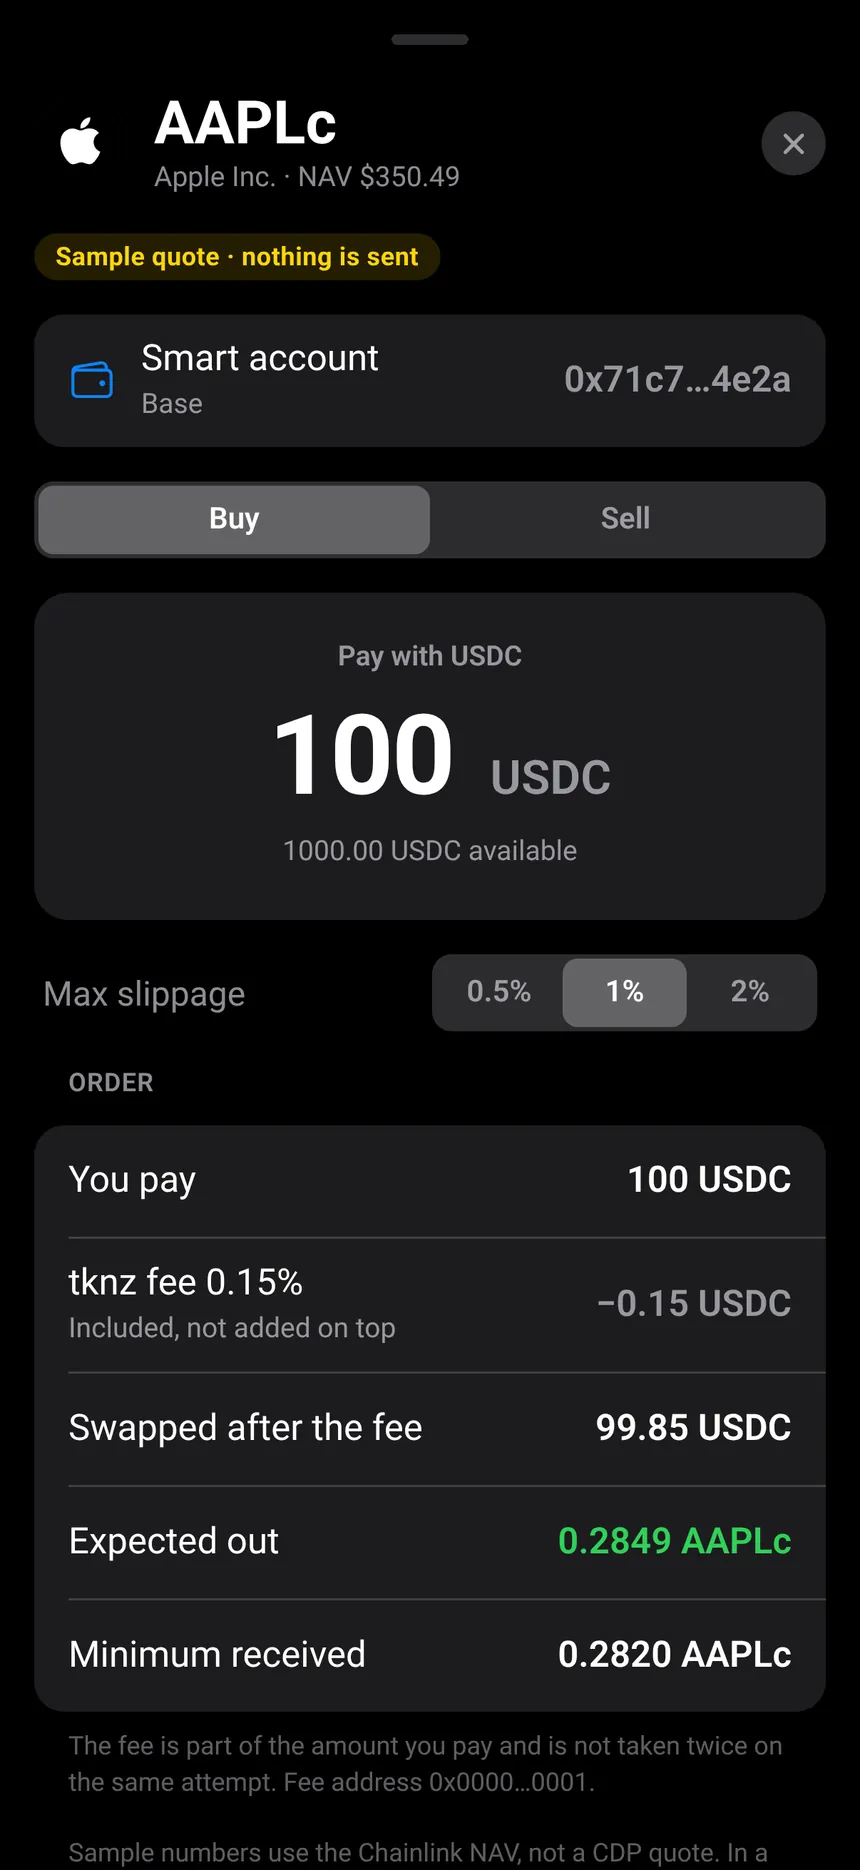 AAPLc
Apple Inc. · NAV $350.49
Sample quote · nothing is sent
Smart account
Base
0x71c7…4e2a
Buy
Sell
Pay with USDC
100 USDC
1000.00 USDC available
Max slippage
0.5%
1%
2%
ORDER
You pay
100 USDC
tknz fee 0.15%
Included, not added on top
−0.15 USDC
Swapped after the fee
99.85 USDC
Expected out
0.2849 AAPLc
Minimum received
0.2820 AAPLc
The fee is part of the amount you pay and is not taken twice on
the same attempt. Fee address 0x0000…0001.
Sample numbers use the Chainlink NAV, not a CDP quote. In a